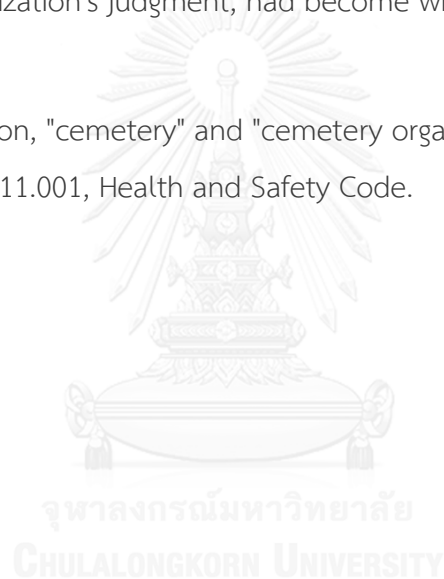 ization's judgment, had become wi
on, "cemetery" and "cemetery orga
11.001, Health and Safety Code.
จุฬาลงกรณ์มหาวิทยาลัย
CHULALONGKORN UNIVERSITY